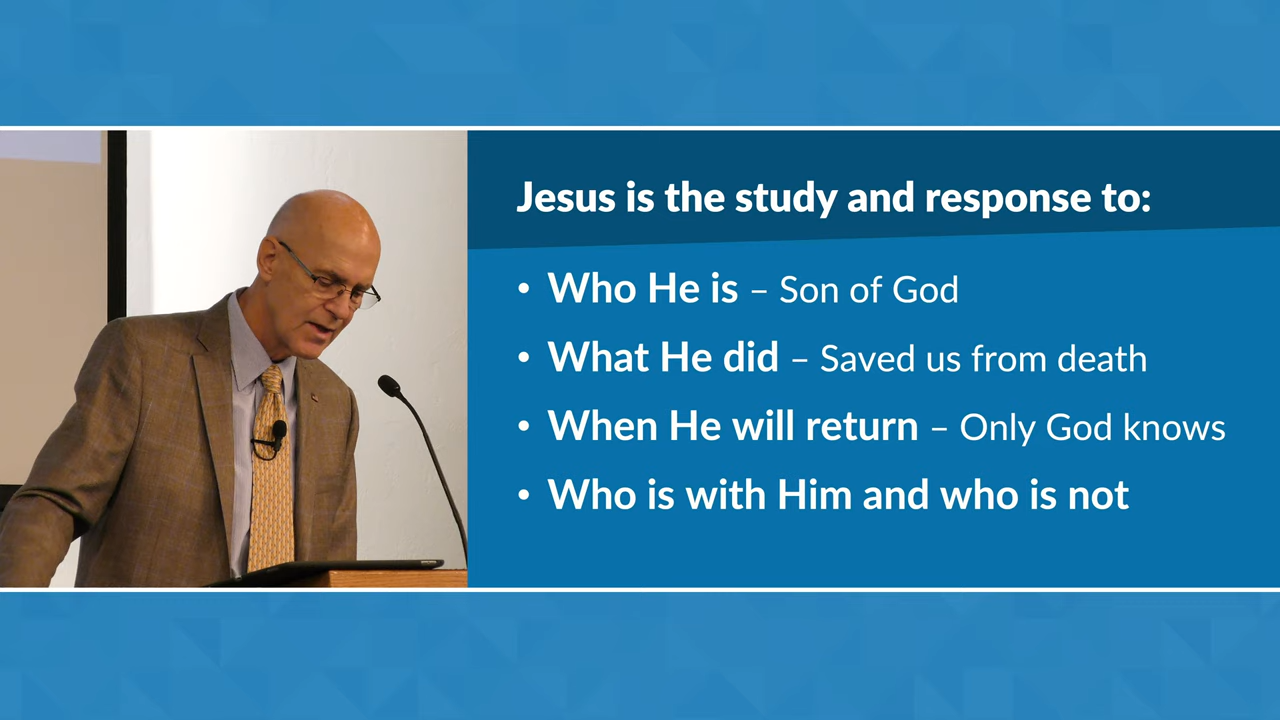 Jesus is the study and response to:
• Who He is – Son of God
• What He did – Saved us from death
• When He will return – Only God knows
• Who is with Him and who is not